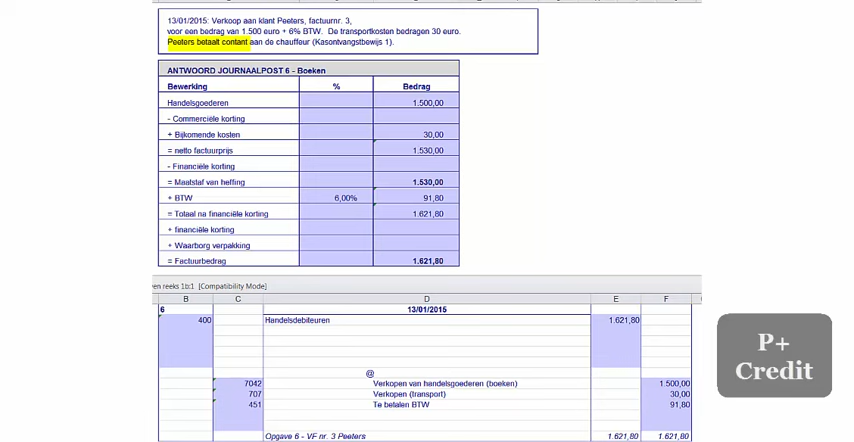 13/01/2015: Verkoop aan klant Peeters, factuurnr. 3,
voor een bedrag van 1.500 euro + 6% BTW. De transportkosten bedragen 30 euro.
Peeters betaalt contant aan de chauffeur (Kasontvangstbewijs 1).
ANTWOORD JOURNAALPOST 6 - Boeken
Bewerking % Bedrag
Handelsgoederen 1.500,00
- Commerciële korting
+ Bijkomende kosten 30,00
= netto factuurprijs 1.530,00
- Financiële korting
= Maatstaf van heffing 1.530,00
+ BTW 6,00% 91,80
= Totaal na financiële korting 1.621,80
+ financiële korting
+ Waarborg verpakking
= Factuurbedrag 1.621,80
en reeks 1b:1 [Compatibility Mode]
B C D E F
6 13/01/2015
400 Handelsdebiteuren 1.621,80
@
7042 Verkopen van handelsgoederen (boeken) 1.500,00
707 Verkopen (transport) 30,00
451 Te betalen BTW 91,80
Opgave 6 - VF nr. 3 Peeters 1.621,80 1.621,80
P+
Credit